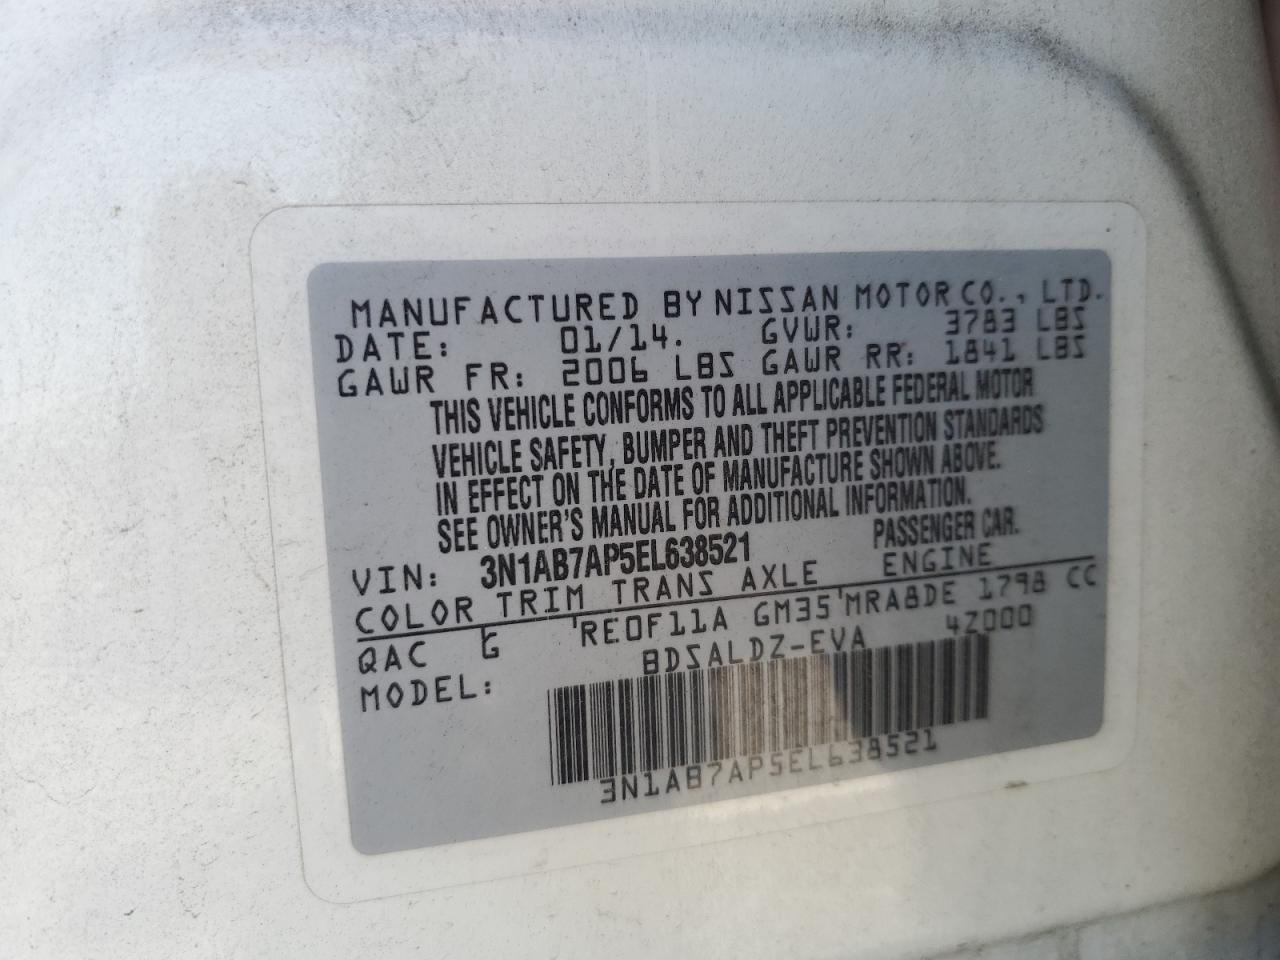 MANUFACTURED BY NISSAN MOTOR CO., LTD.
DATE: 01/14. GVWR: 3783 LBS
GAWR FR: 2006 LBS GAWR RR: 1841 LBS
THIS VEHICLE CONFORMS TO ALL APPLICABLE FEDERAL MOTOR
VEHICLE SAFETY, BUMPER AND THEFT PREVENTION STANDARDS
IN EFFECT ON THE DATE OF MANUFACTURE SHOWN ABOVE.
SEE OWNER'S MANUAL FOR ADDITIONAL INFORMATION.
VIN: 3N1AB7AP5EL638521 PASSENGER CAR.
COLOR TRIM TRANS AXLE ENGINE
QAC G RE0F11A GM35 MRA8DE 1798 CC
MODEL: BDSALDZ-EVA 4Z000
3N1AB7AP5EL638521